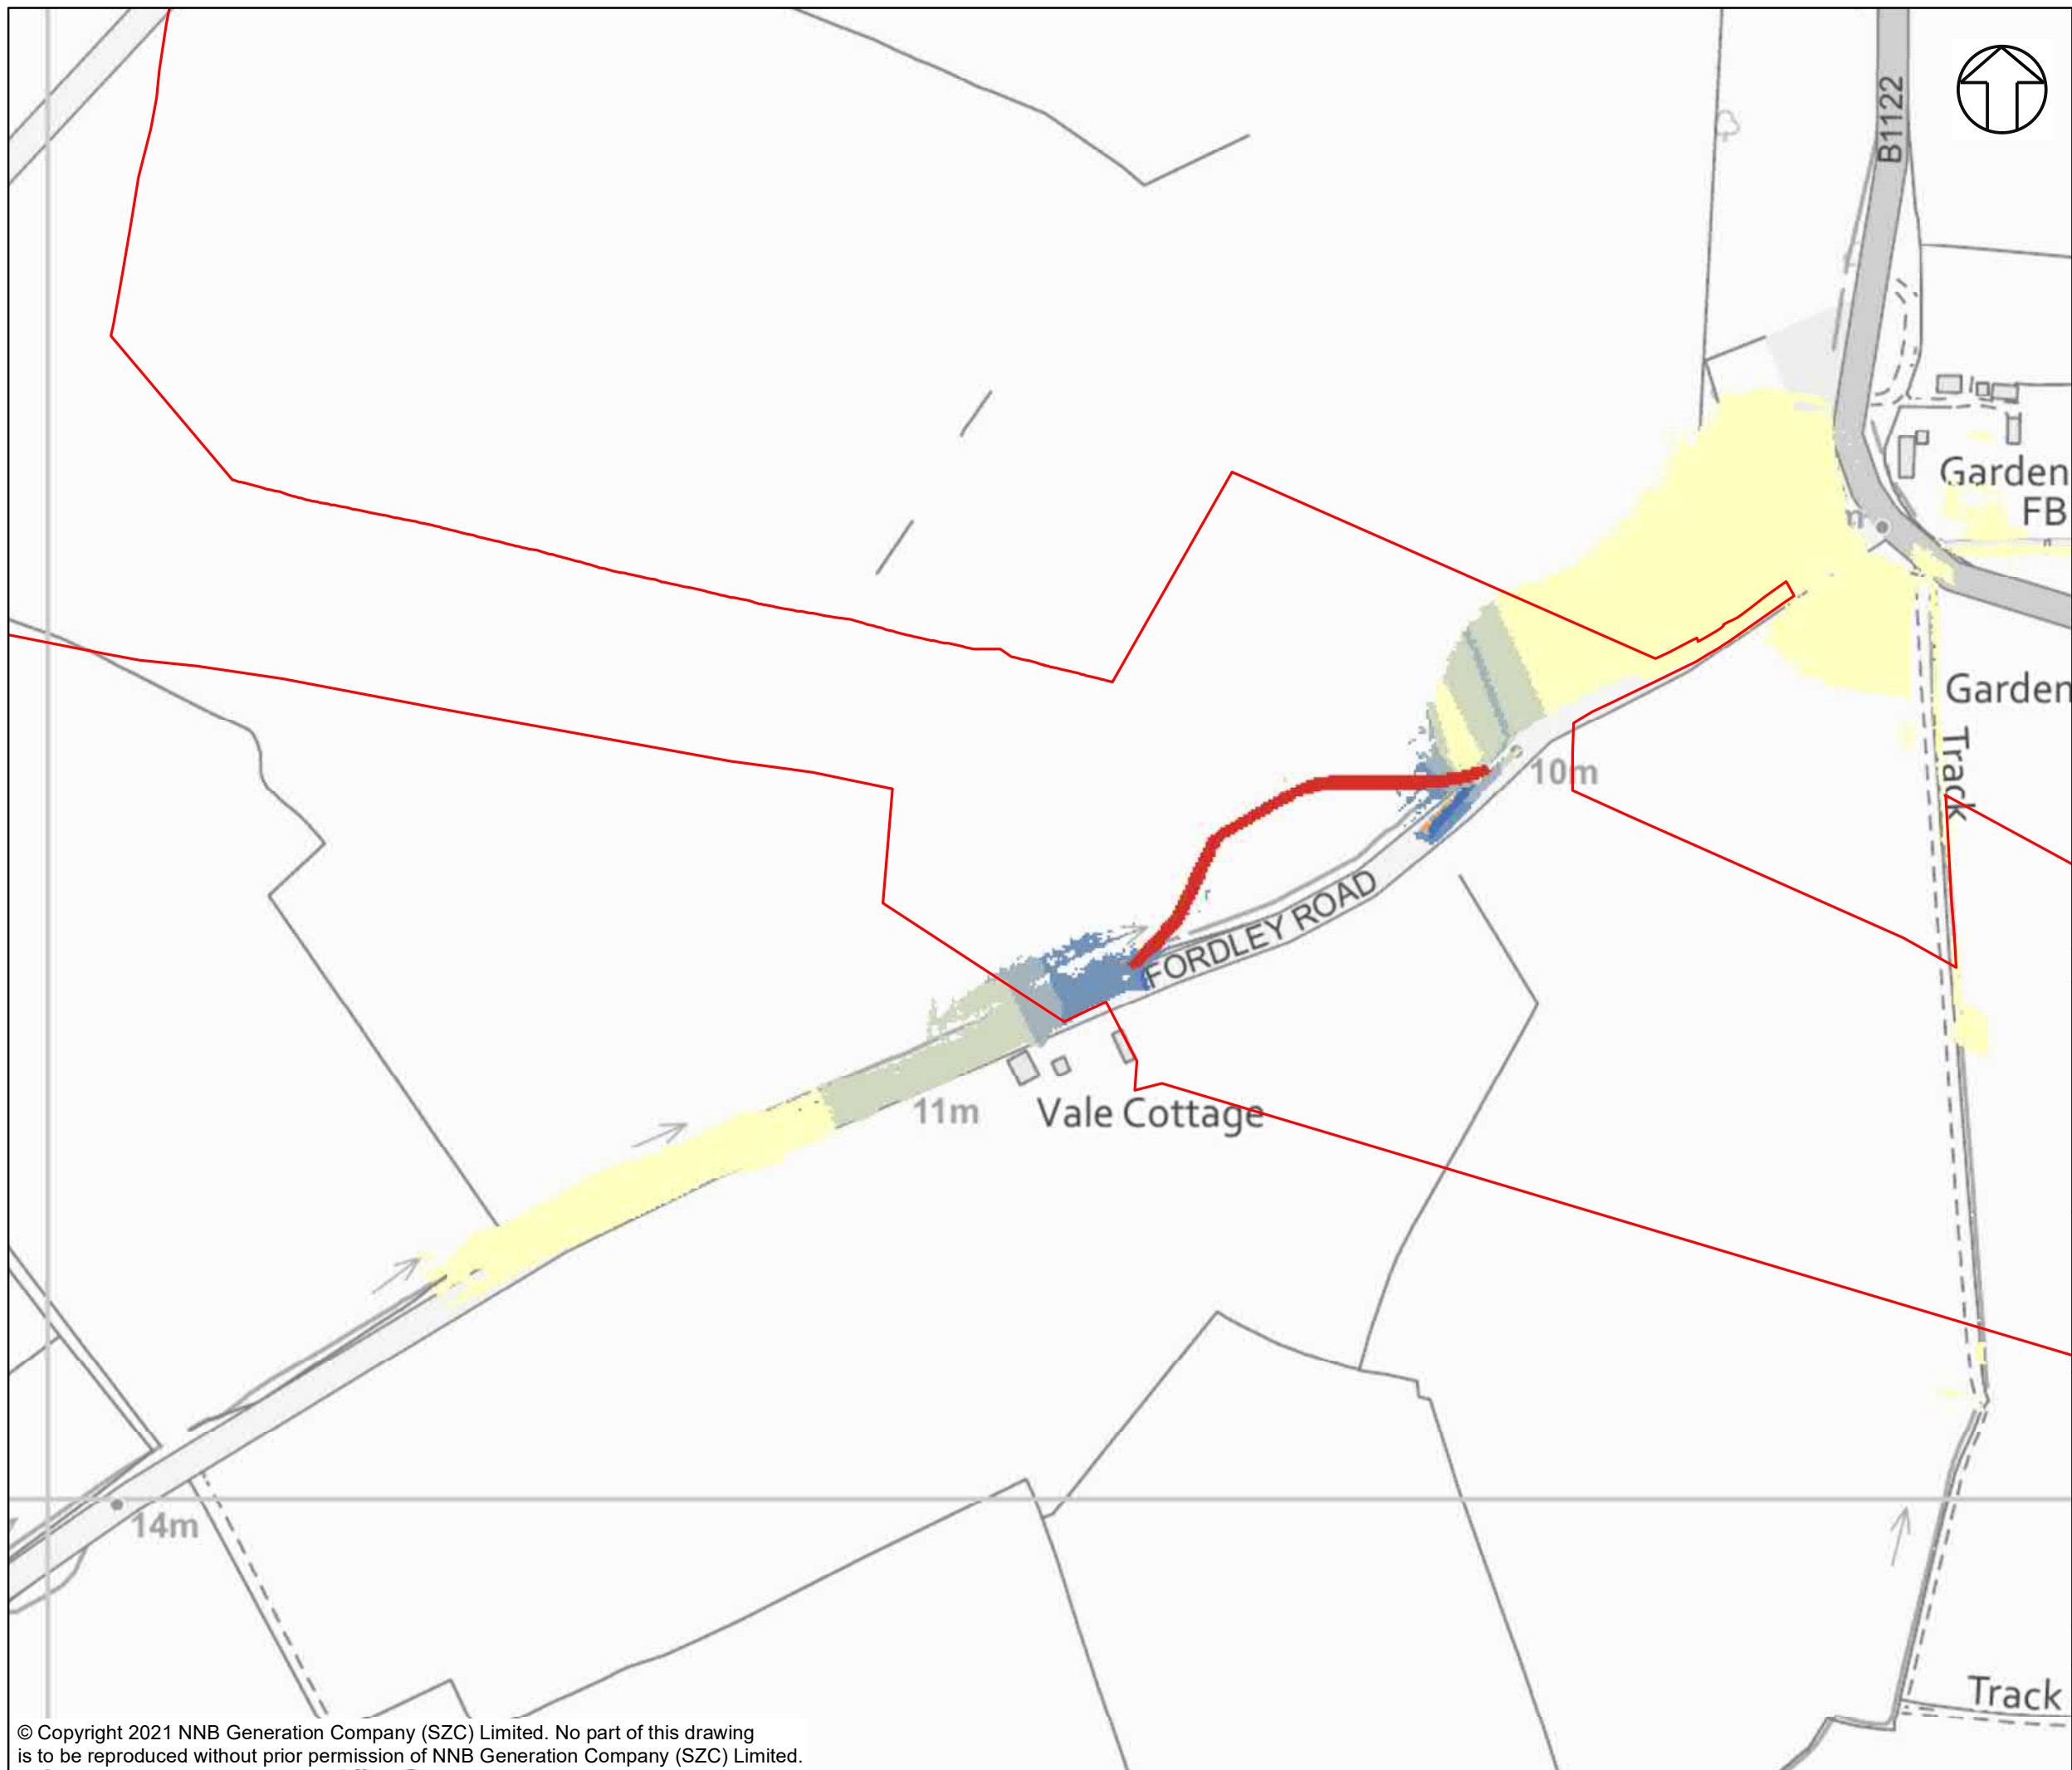 B1122
Garden
FB
m
Garden
Track
10m
FORDLEY ROAD
11m
Vale Cottage
14m
Track
© Copyright 2021 NNB Generation Company (SZC) Limited. No part of this drawing
is to be reproduced without prior permission of NNB Generation Company (SZC) Limited.